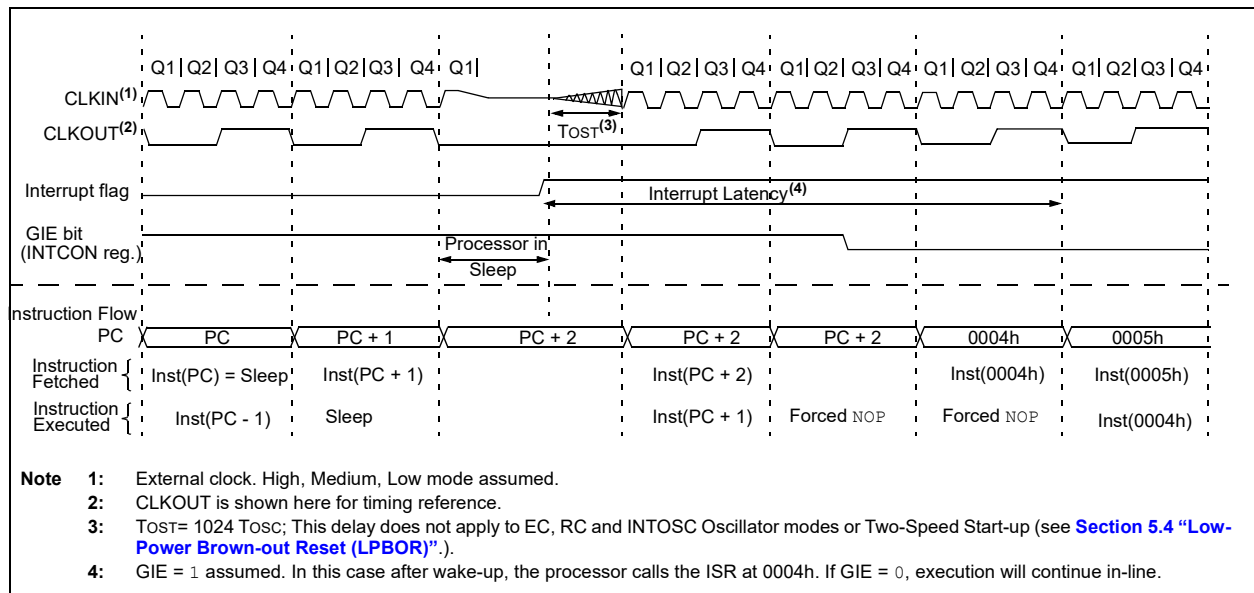 Q1| Q2| Q3 | Q4 Q1| Q2| Q3| Q4 Q1| Q1| Q2| Q3| Q4 Q1| Q2| Q3 | Q4 Q1| Q2| Q3| Q4 Q1| Q2| Q3| Q4
CLKIN(1)
CLKOUT(2)
TOST(3)
Interrupt flag
Interrupt Latency(4)
GIE bit
(INTCON reg.)
Processor in
Sleep
Instruction Flow
PC PC PC + 1 PC + 2 PC + 2 PC + 2 0004h 0005h
Instruction
Fetched { Inst(PC) = Sleep Inst(PC + 1) Inst(PC + 2) Inst(0004h) Inst(0005h)
Instruction
Executed { Inst(PC - 1) Sleep Inst(PC + 1) Forced NOP Forced NOP Inst(0004h)
Note 1: External clock. High, Medium, Low mode assumed.
2: CLKOUT is shown here for timing reference.
3: TOST= 1024 TOSC; This delay does not apply to EC, RC and INTOSC Oscillator modes or Two-Speed Start-up (see Section 5.4 “Low-
Power Brown-out Reset (LPBOR)”.).
4: GIE = 1 assumed. In this case after wake-up, the processor calls the ISR at 0004h. If GIE = 0, execution will continue in-line.